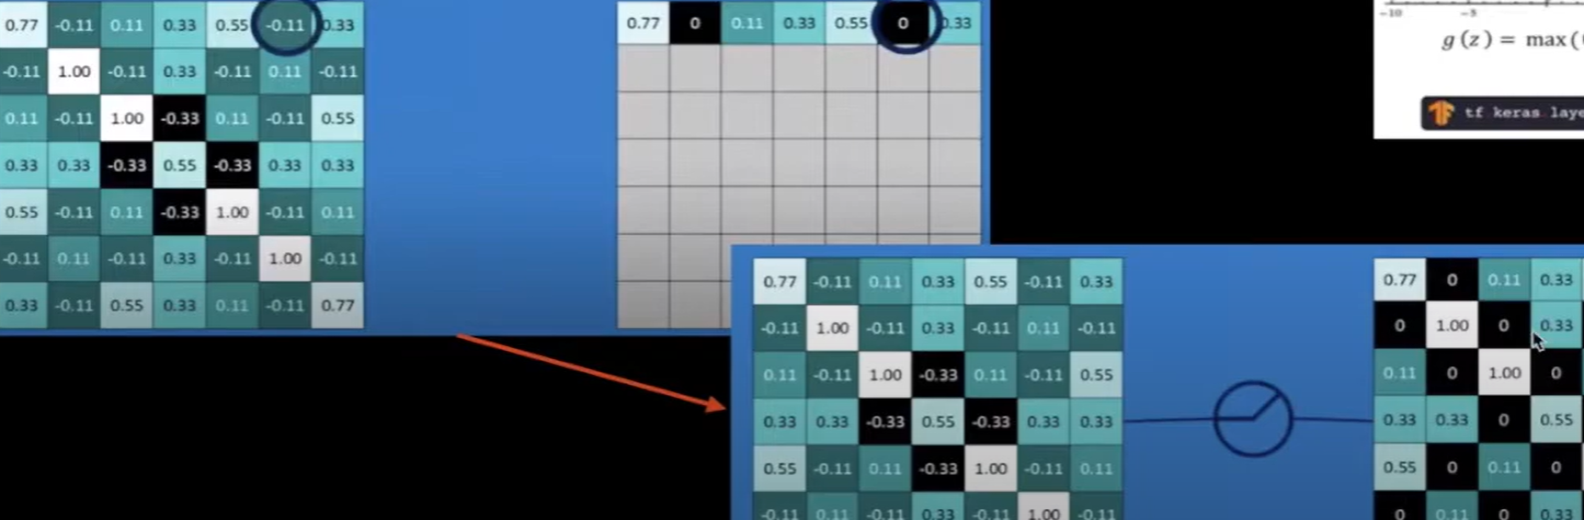 0.77 -0.11 0.11 0.33 0.55 -0.11 0.33
-0.11 1.00 -0.11 0.33 -0.11 0.11 -0.11
0.11 -0.11 1.00 -0.33 0.11 -0.11 0.55
0.33 0.33 -0.33 0.55 -0.33 0.33 0.33
0.55 -0.11 0.11 -0.33 1.00 -0.11 0.11
-0.11 0.11 -0.11 0.33 -0.11 1.00 -0.11
0.33 -0.11 0.55 0.33 0.11 -0.11 0.77
0.77 0 0.11 0.33 0.55 0 0.33
-10 -5
g(z) = max(
tf keras laye
0.77 -0.11 0.11 0.33 0.55 -0.11 0.33
-0.11 1.00 -0.11 0.33 -0.11 0.11 -0.11
0.11 -0.11 1.00 -0.33 0.11 -0.11 0.55
0.33 0.33 -0.33 0.55 -0.33 0.33 0.33
0.55 -0.11 0.11 -0.33 1.00 -0.11 0.11
-0.11 0.11 -0.11 0.33 -0.11 1.00 -0.11
0.77 0 0.11 0.33
0 1.00 0 0.33
0.11 0 1.00 0
0.33 0.33 0 0.55
0.55 0 0.11 0
0 0.11 0 0.33